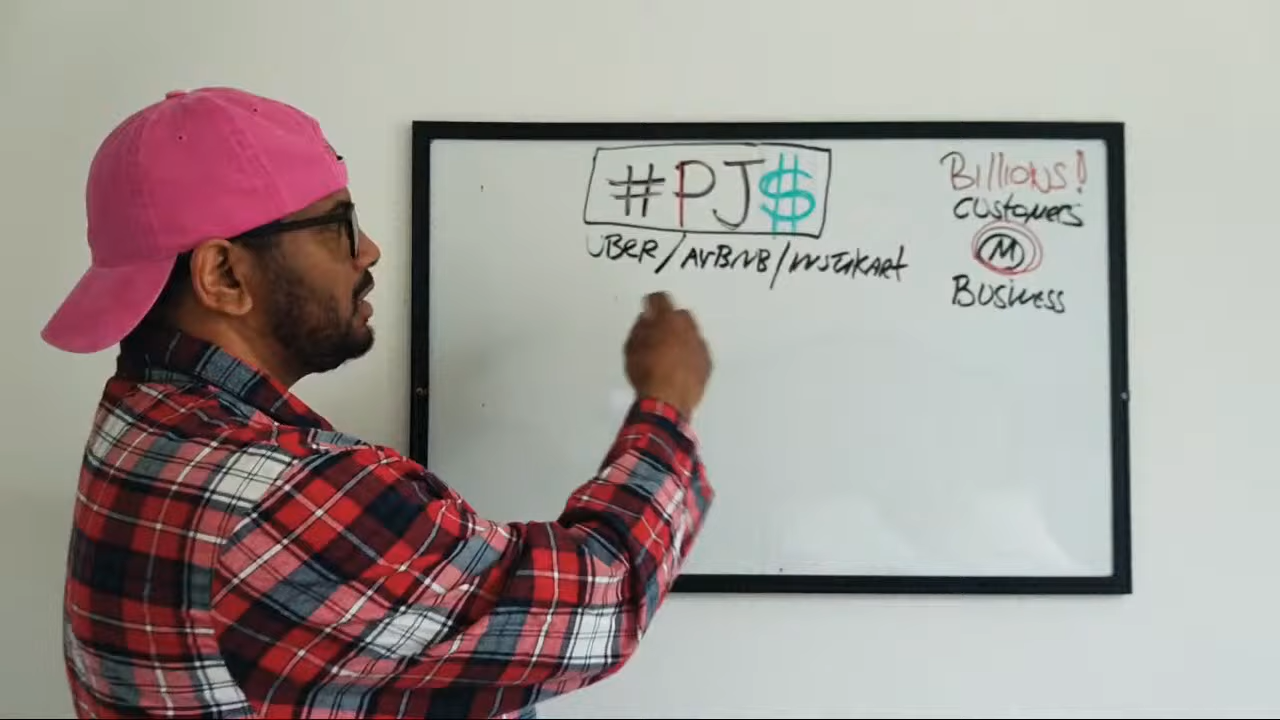 #PJ$
UBER/AIRBNB/INSTAKART
Billions!
Customers
M
Business